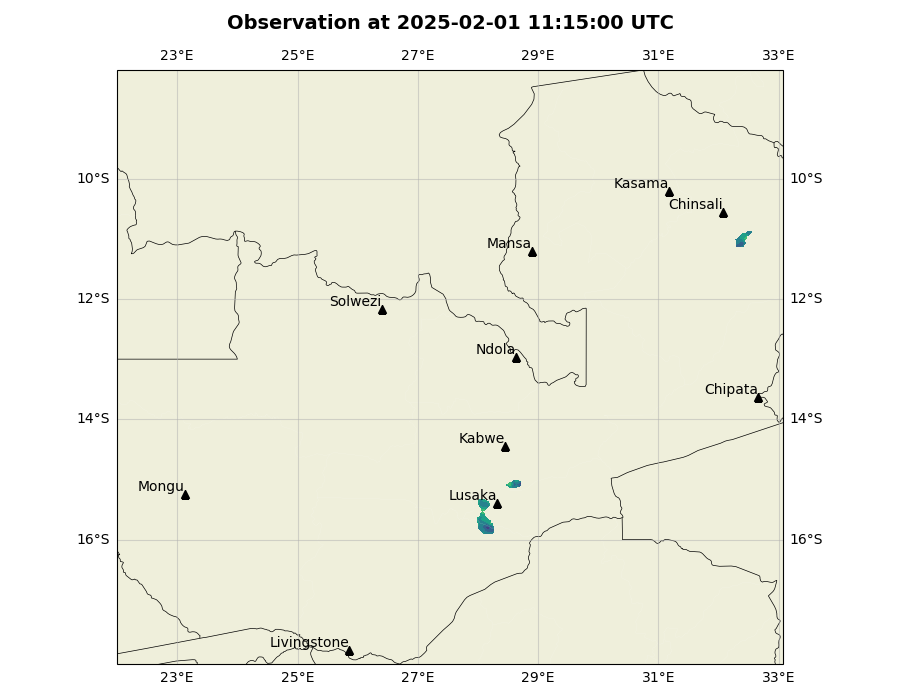 Observation at 2025-02-01 11:15:00 UTC
23°E 25°E 27°E 29°E 31°E 33°E
10°S 10°S
Kasama
Chinsali
Mansa
12°S 12°S
Solwezi
Ndola
Chipata
14°S 14°S
Kabwe
Mongu
Lusaka
16°S 16°S
Livingstone
23°E 25°E 27°E 29°E 31°E 33°E